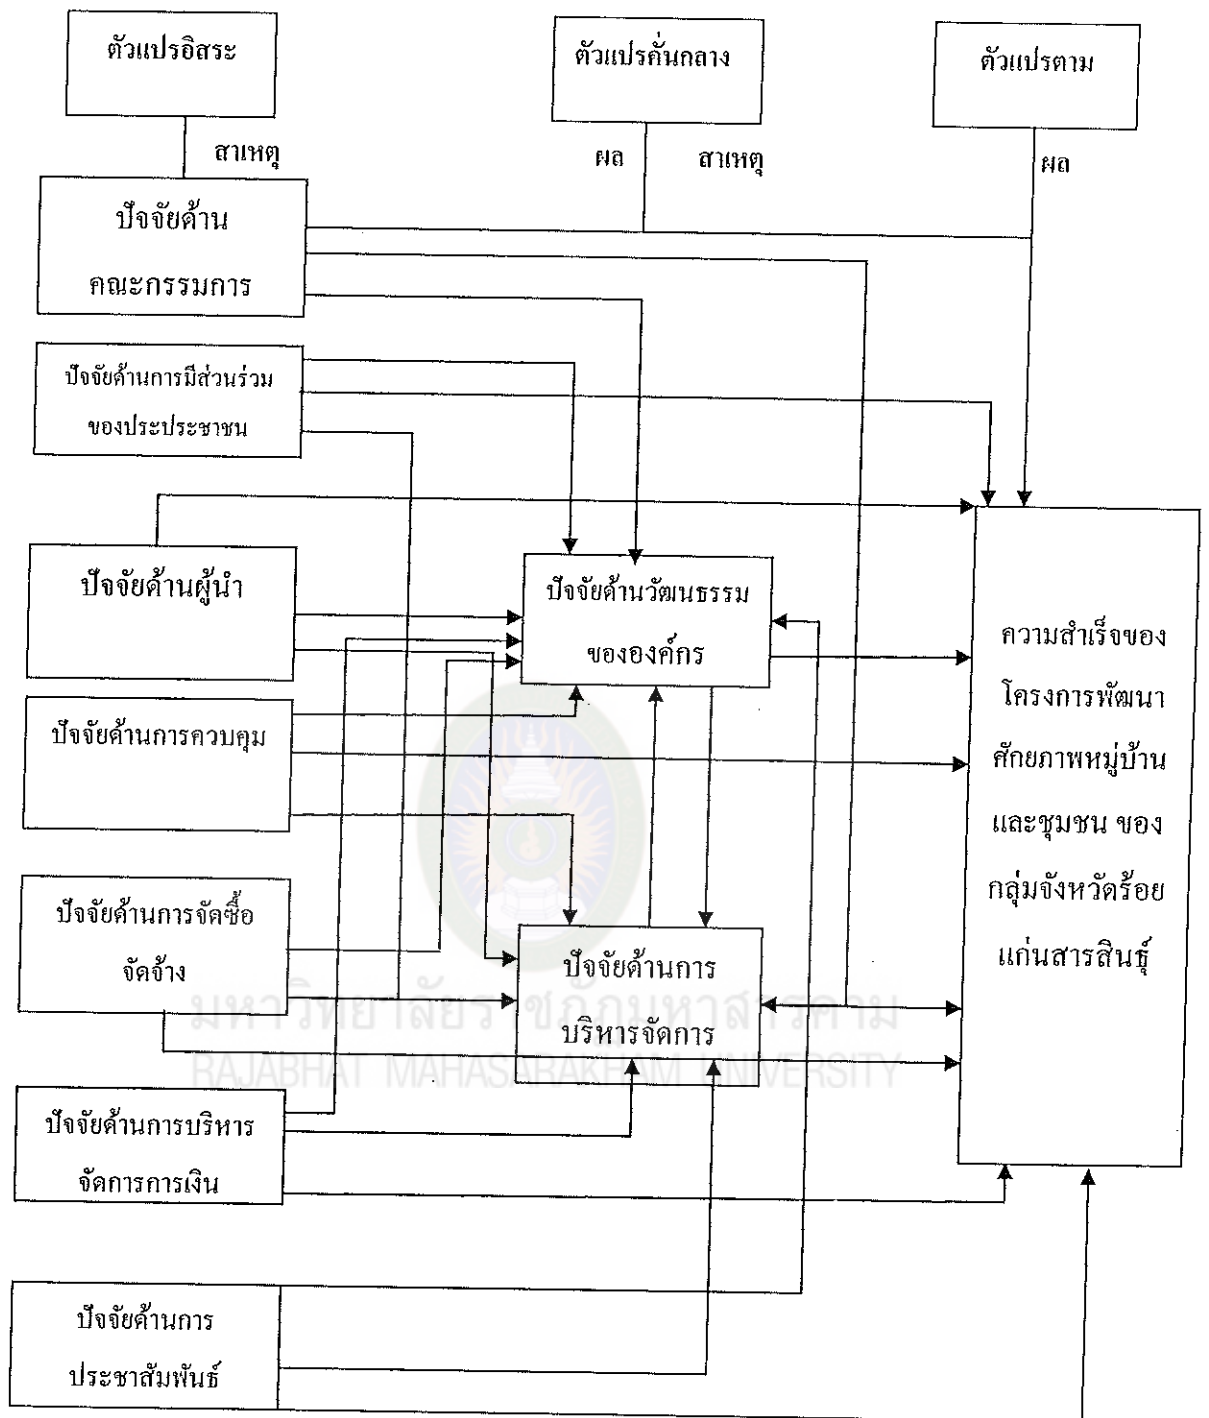 ตัวแปรอิสระ
ตัวแปรคั่นกลาง
ตัวแปรตาม
สาเหตุ
ผล
สาเหตุ
ผล
ปัจจัยด้าน
คณะกรรมการ
ปัจจัยด้านการมีส่วนร่วม
ของประประชาชน
ปัจจัยด้านผู้นำ
ปัจจัยด้านวัฒนธรรม
ขององค์กร
ความสำเร็จของ
โครงการพัฒนา
ศักยภาพหมู่บ้าน
และชุมชน ของ
กลุ่มจังหวัดร้อย
แก่นสารสินธุ์
ปัจจัยด้านการควบคุม
ปัจจัยด้านการจัดซื้อ
จัดจ้าง
ปัจจัยด้านการ
บริหารจัดการ
มหาวิทยาลัยราชภัฏมหาสารคาม
RAJABHAT MAHASARAKHAM UNIVERSITY
ปัจจัยด้านการบริหาร
จัดการการเงิน
ปัจจัยด้านการ
ประชาสัมพันธ์